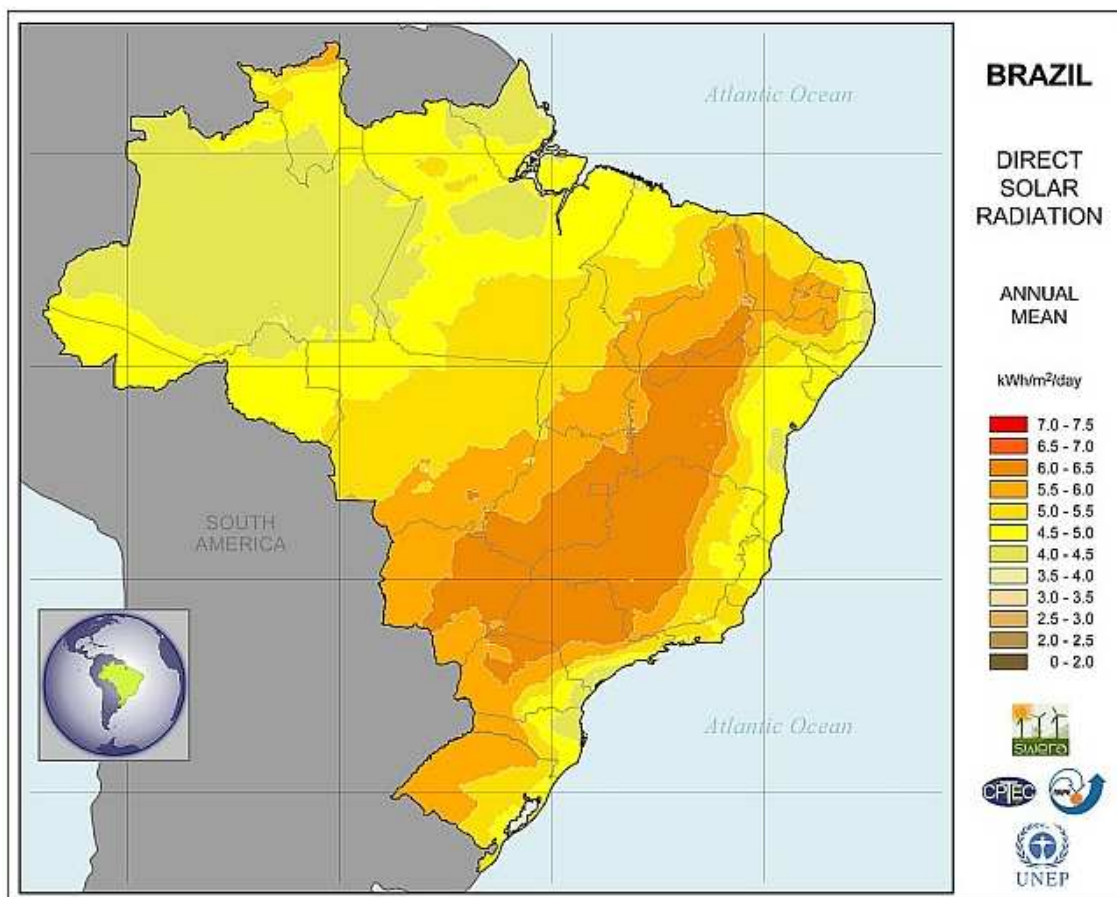 BRAZIL
DIRECT
SOLAR
RADIATION
ANNUAL
MEAN
kWh/m²/day
7.0 - 7.5
6.5 - 7.0
6.0 - 6.5
5.5 - 6.0
5.0 - 5.5
4.5 - 5.0
4.0 - 4.5
3.5 - 4.0
3.0 - 3.5
2.5 - 3.0
2.0 - 2.5
0 - 2.0
Atlantic Ocean
SOUTH
AMERICA
Atlantic Ocean
swera
CPTEC
UNEP